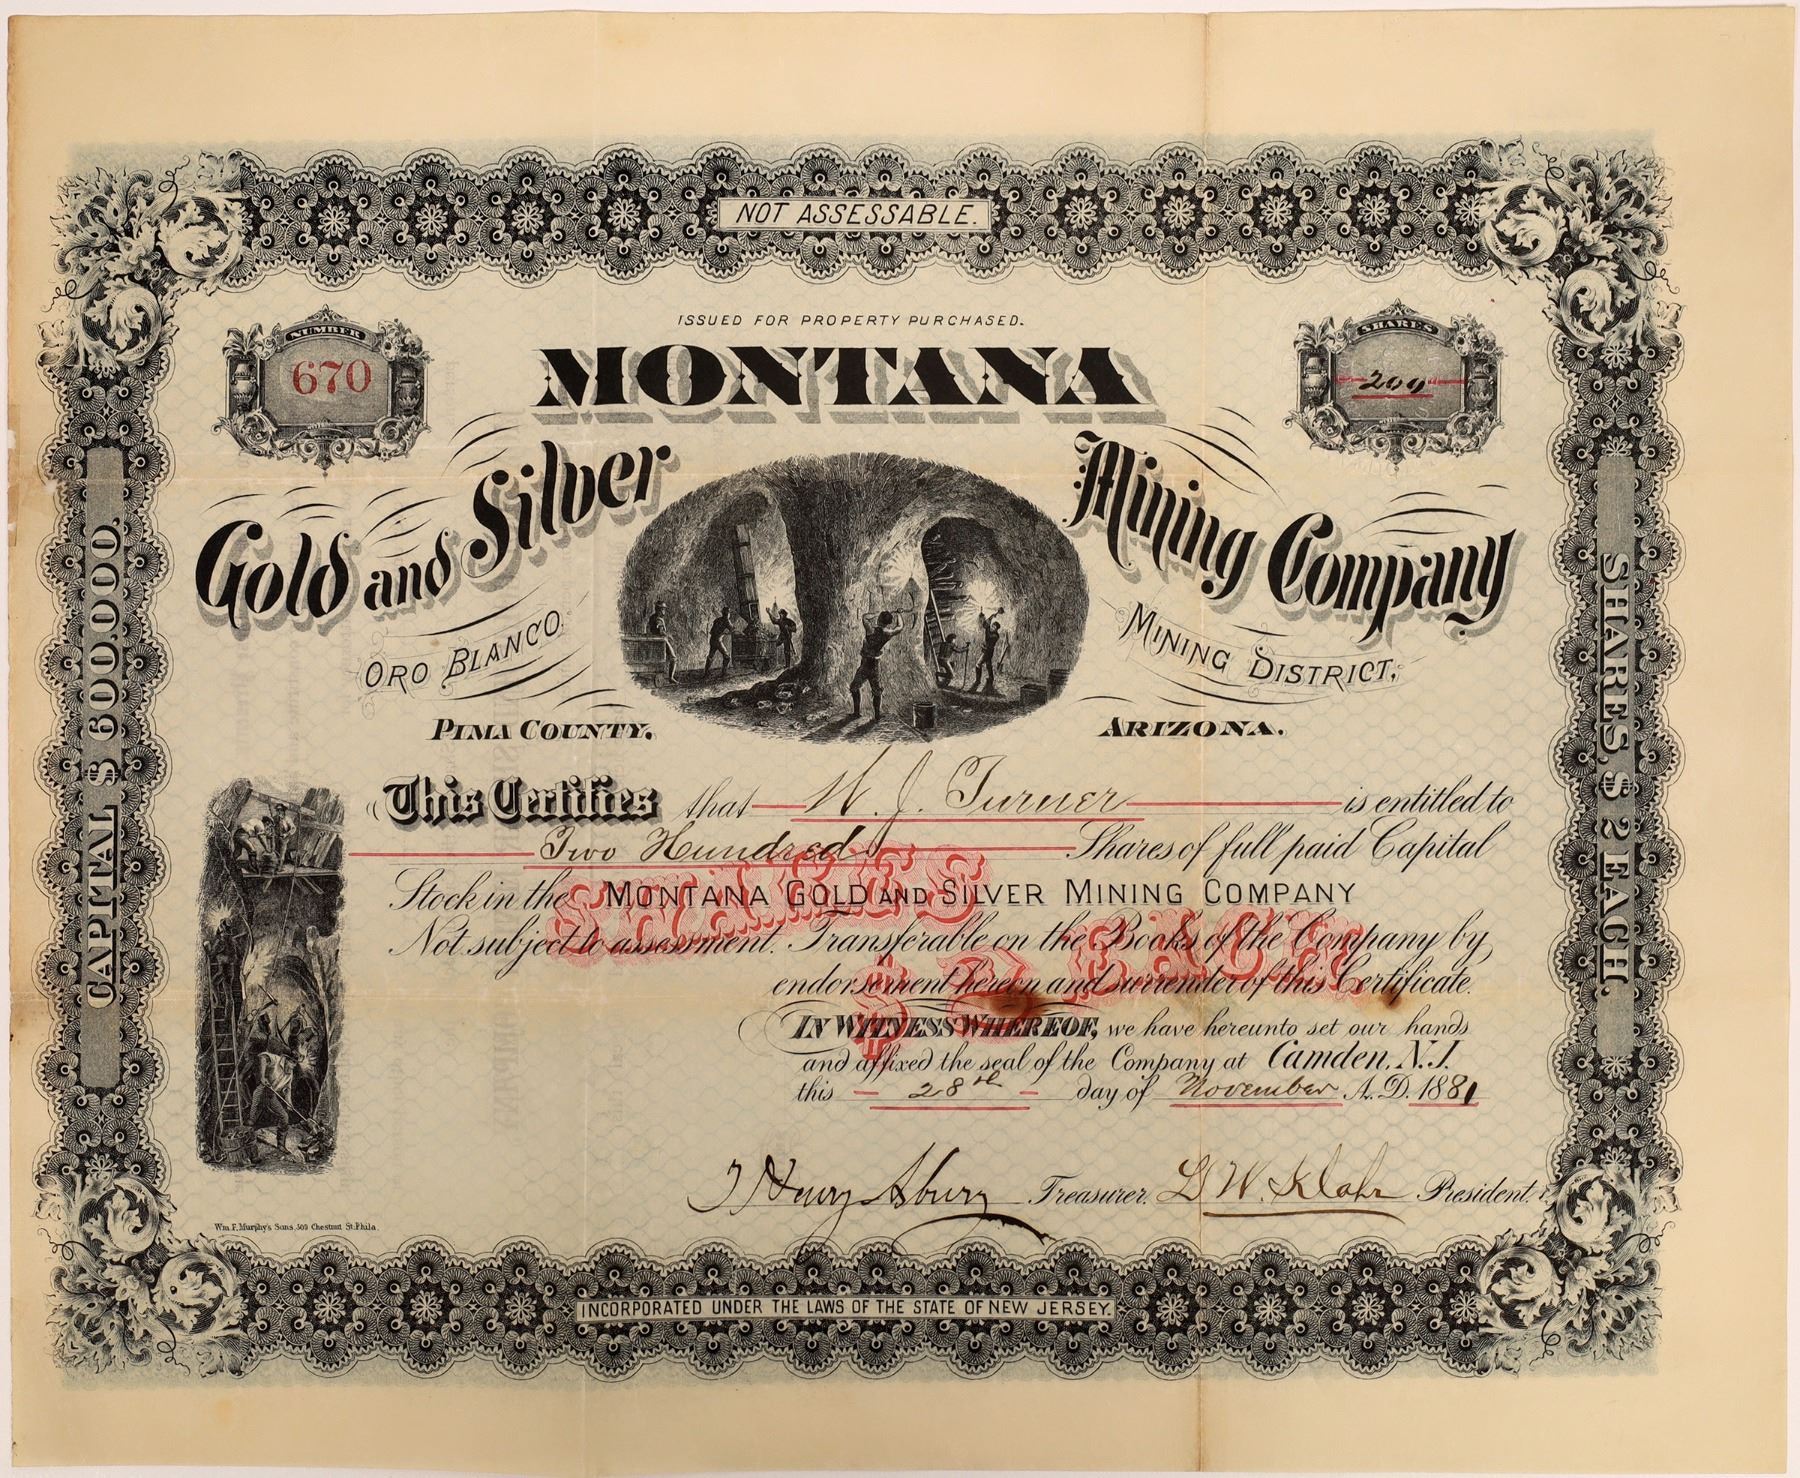 NOT ASSESSABLE.
ISSUED FOR PROPERTY PURCHASED.
NUMBER
670
SHARES
200
MONTANA
Gold and Silver Mining Company
ORO BLANCO MINING DISTRICT,
PIMA COUNTY. ARIZONA.
CAPITAL $ 600,000.
SHARES, $ 2 EACH.
This Certifies that W. J. Turner is entitled to
Two Hundred Shares of full paid Capital
Stock in the MONTANA GOLD AND SILVER MINING COMPANY
Not subject to assessment. Transferable on the Books of the Company by
endorsement hereon and surrender of this Certificate.
SHARES
$2 EACH
IN WITNESS WHEREOF, we have hereunto set our hands
and affixed the seal of the Company at Camden, N.J.
this 28th day of November A.D. 1881
Treasurer. President.
Wm. F. Murphy's Sons, 509 Chestnut St. Phila.
INCORPORATED UNDER THE LAWS OF THE STATE OF NEW JERSEY.